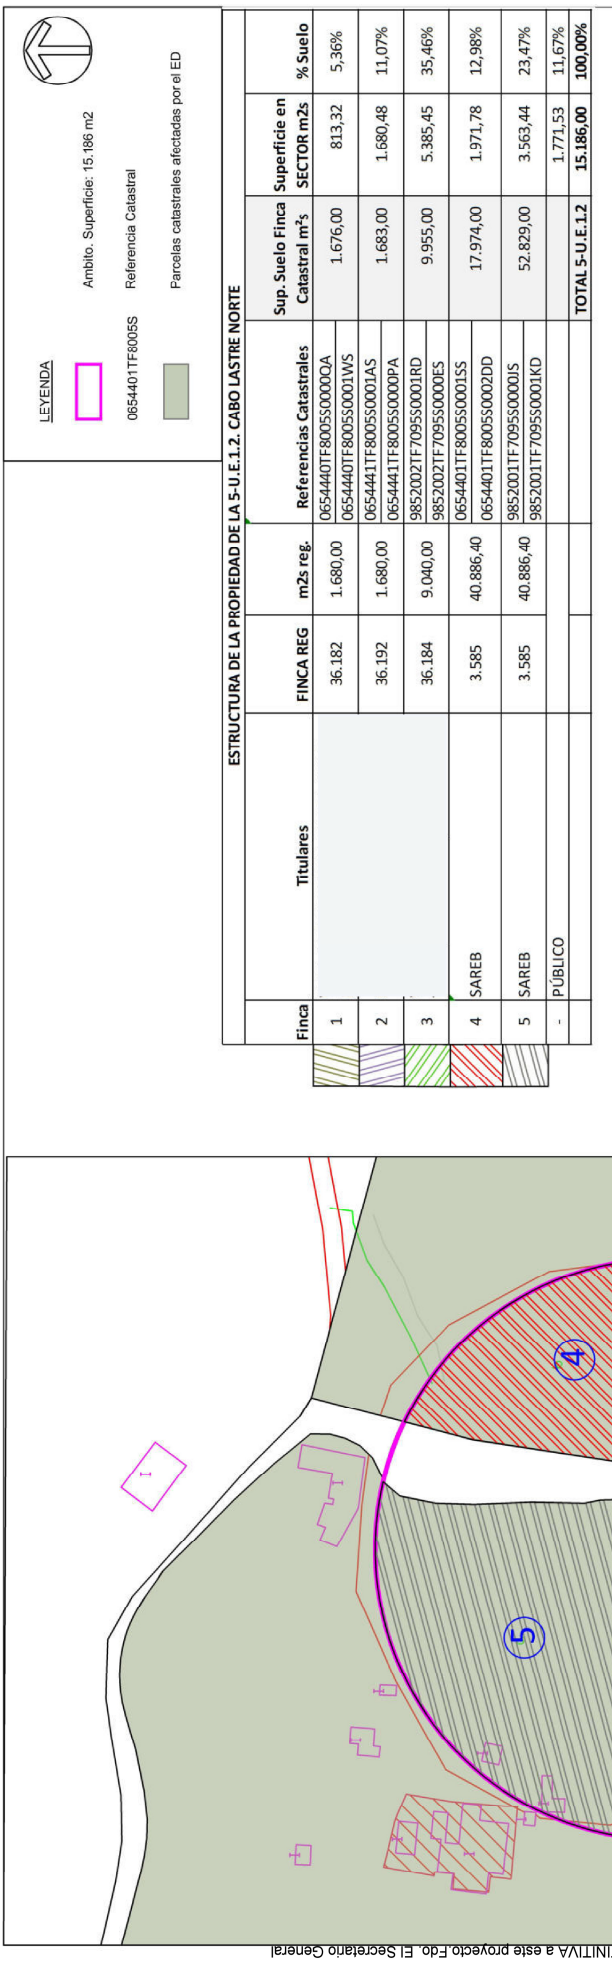 LEYENDA
Ambito. Superficie: 15.186 m2
0654401TF8005S Referencia Catastral
Parcelas catastrales afectadas por el ED
ESTRUCTURA DE LA PROPIEDAD DE LA 5-U.E.1.2. CABO LASTRE NORTE
Finca Titulares FINCA REG m2s reg. Referencias Catastrales Sup. Suelo Finca Catastral m²s Superficie en SECTOR m2s % Suelo
1 36.182 1.680,00 0654440TF8005S0000QA 1.676,00 813,32 5,36%
0654440TF8005S0001WS
2 36.192 1.680,00 0654441TF8005S0001AS 1.683,00 1.680,48 11,07%
0654441TF8005S0000PA
3 36.184 9.040,00 9852002TF7095S0001RD 9.955,00 5.385,45 35,46%
9852002TF7095S0000ES
4 SAREB 3.585 40.886,40 0654401TF8005S0001SS 17.974,00 1.971,78 12,98%
0654401TF8005S0002DD
5 SAREB 3.585 40.886,40 9852001TF7095S0000JS 52.829,00 3.563,44 23,47%
9852001TF7095S0001KD
- PÚBLICO 1.771,53 11,67%
TOTAL 5-U.E.1.2 15.186,00 100,00%
I
I
I
I
I
I
I
4
5
INITIVA a este proyecto.Fdo. El Secretario General